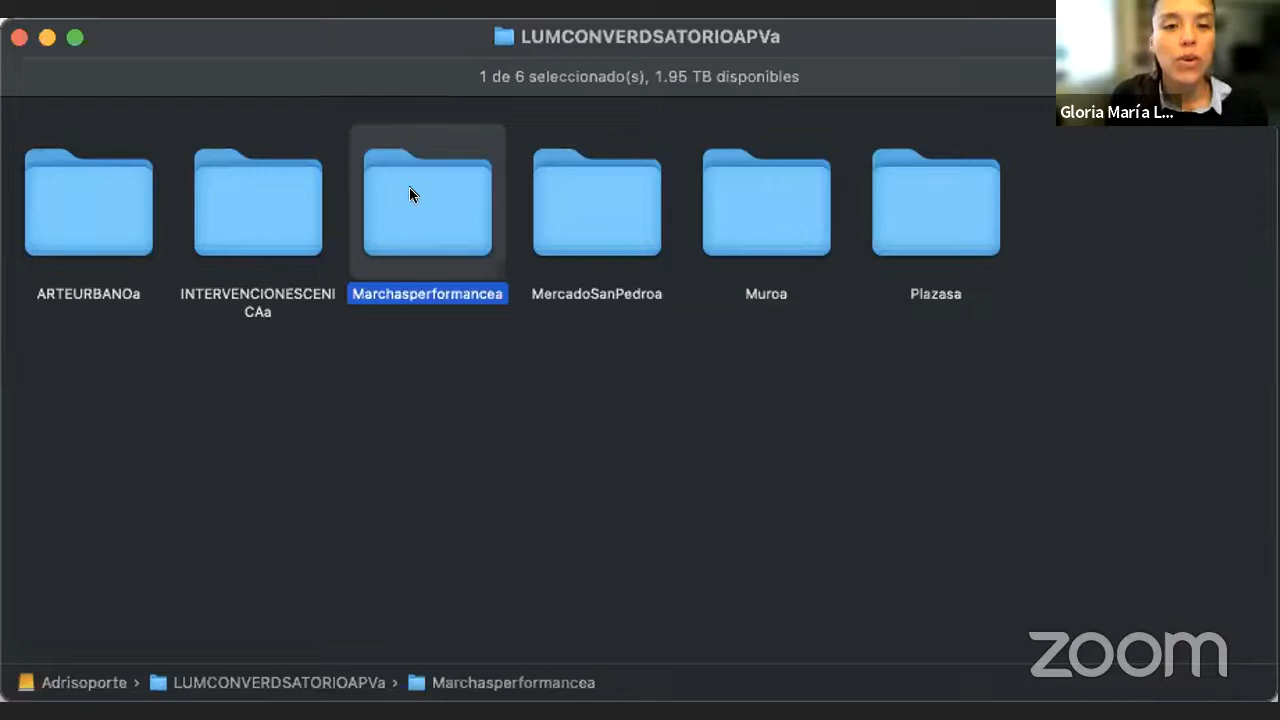 LUMCONVERDSATORIOAPVa
1 de 6 seleccionado(s), 1.95 TB disponibles
Gloria María L...
ARTEURBANOa
INTERVENCIONESCENI
CAa
Marchasperformancea
MercadoSanPedroa
Muroa
Plazasa
zoom
Adrisoporte › LUMCONVERDSATORIOAPVa › Marchasperformancea